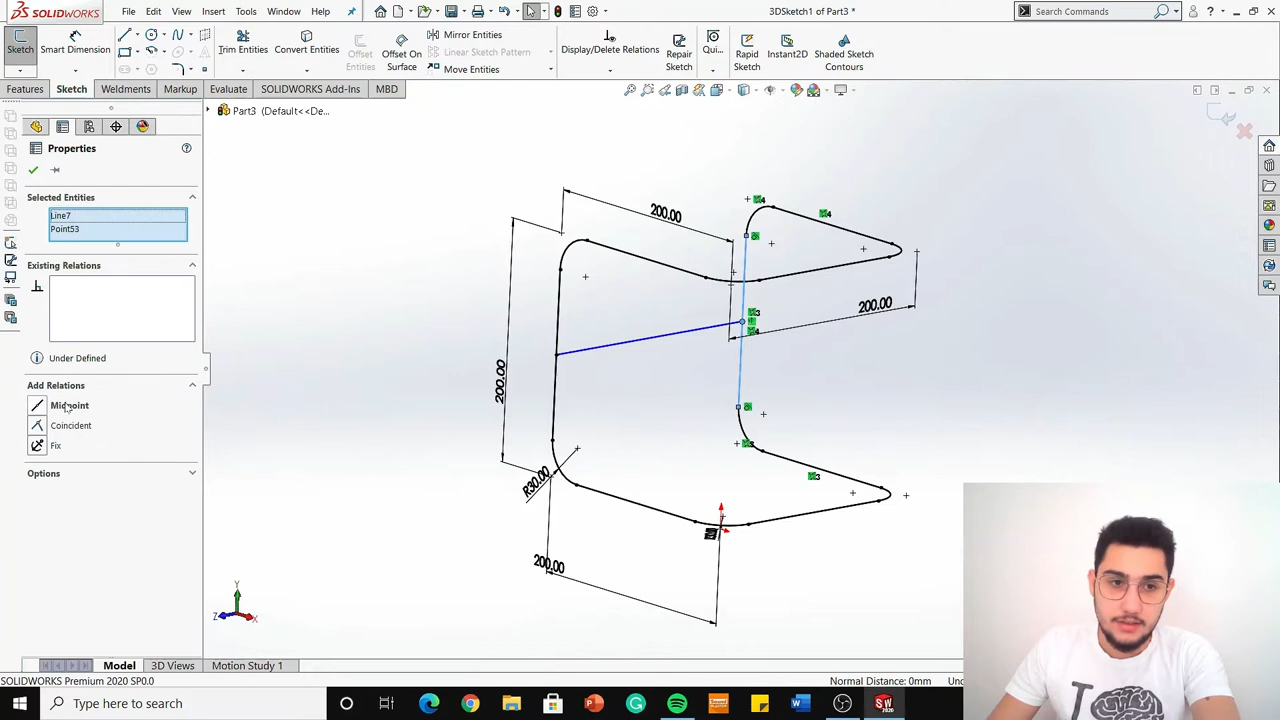 SOLIDWORKS File Edit View Insert Tools Window 3DSketch1 of Part3 * Search Commands
Sketch Smart Dimension Trim Entities Convert Entities Offset Entities Offset On Surface Mirror Entities Linear Sketch Pattern Move Entities Display/Delete Relations Repair Sketch Qui... Rapid Sketch Instant2D Shaded Sketch Contours
Features Sketch Weldments Markup Evaluate SOLIDWORKS Add-Ins MBD
Part3 (Default<<De...
Properties
Selected Entities
Line7
Point53
Existing Relations
Under Defined
Add Relations
Midpoint
Coincident
Fix
Options
200.00
200.00
200.00
R30.00
200.00
Y
Z
X
Model 3D Views Motion Study 1
SOLIDWORKS Premium 2020 SP0.0 Normal Distance: 0mm
Type here to search
SW
2020
I